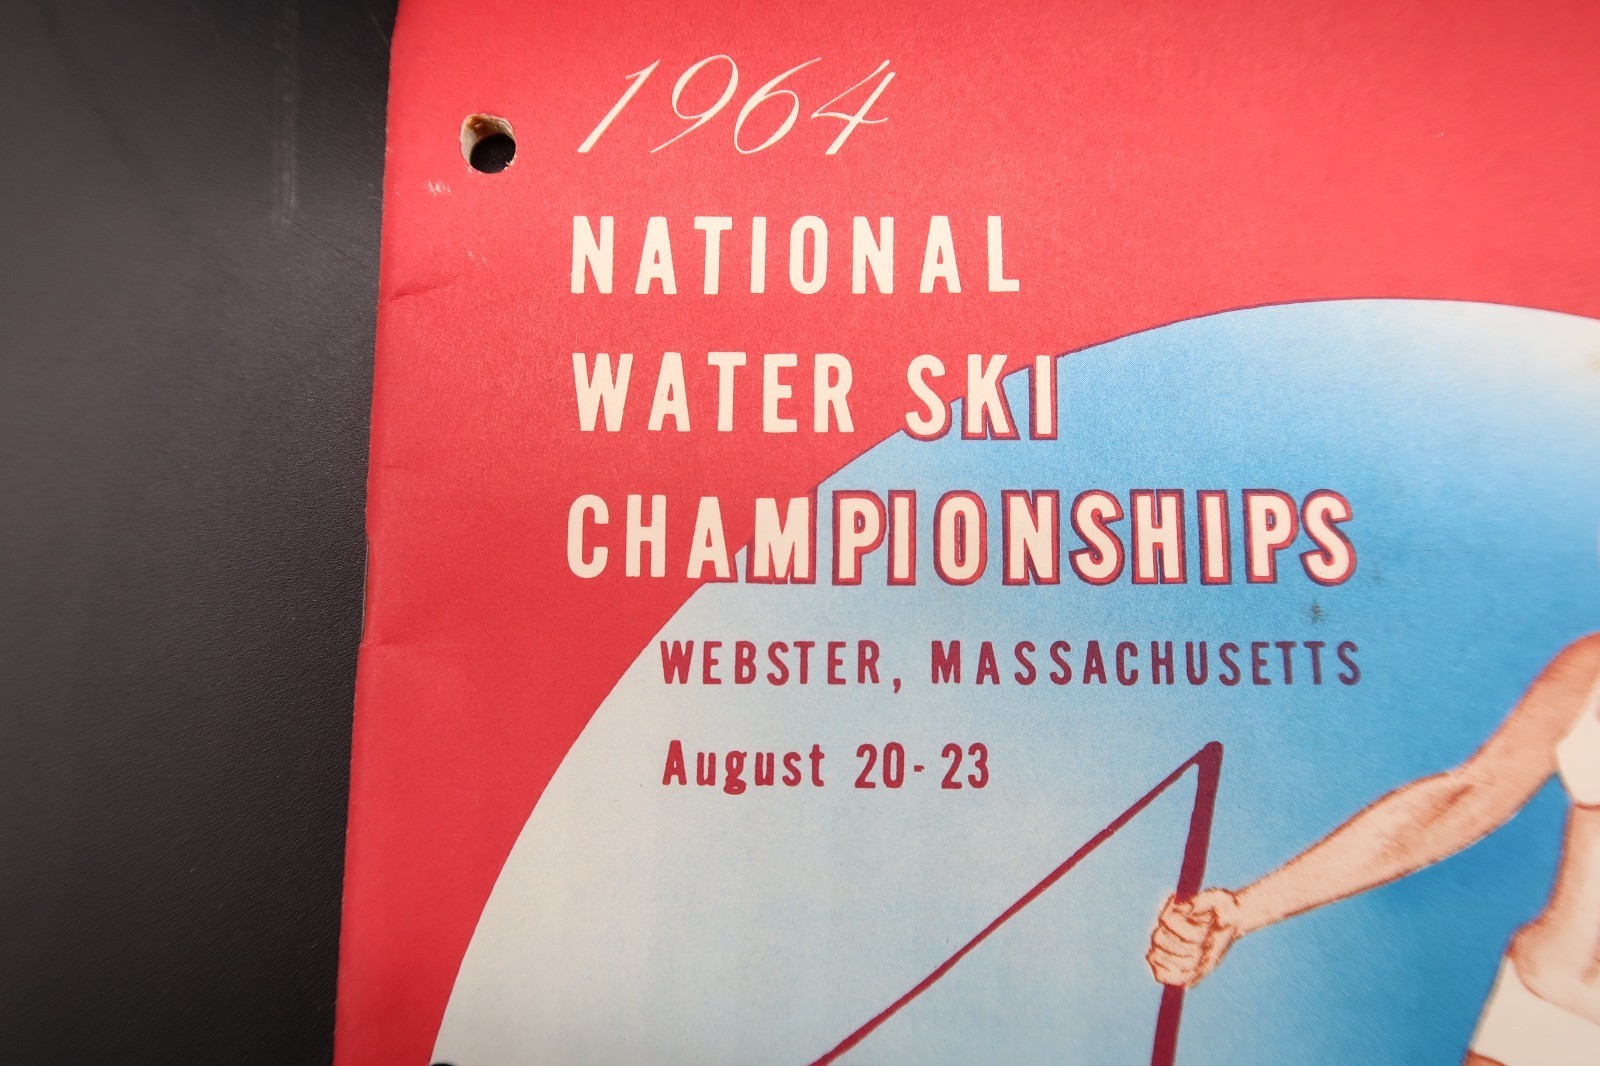 1964
NATIONAL
WATER SKI
CHAMPIONSHIPS
WEBSTER, MASSACHUSETTS
August 20-23